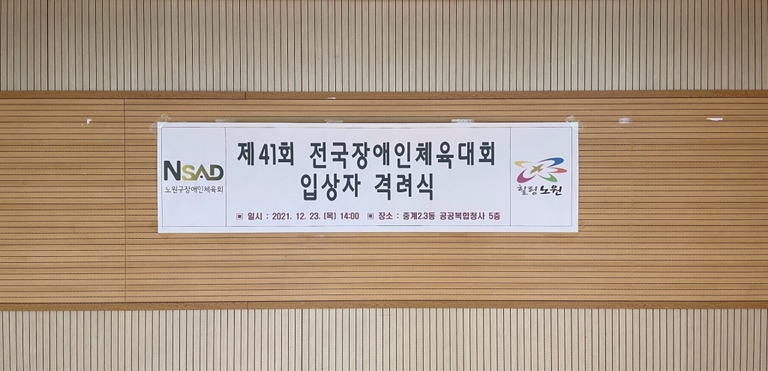 제41회 전국장애인체육대회
입상자 격려식
NSAD
노원구장애인체육회
힐링 노원
▣ 일시 : 2021. 12. 23. (목) 14:00 ▣ 장소 : 중계2.3동 공공복합청사 5층